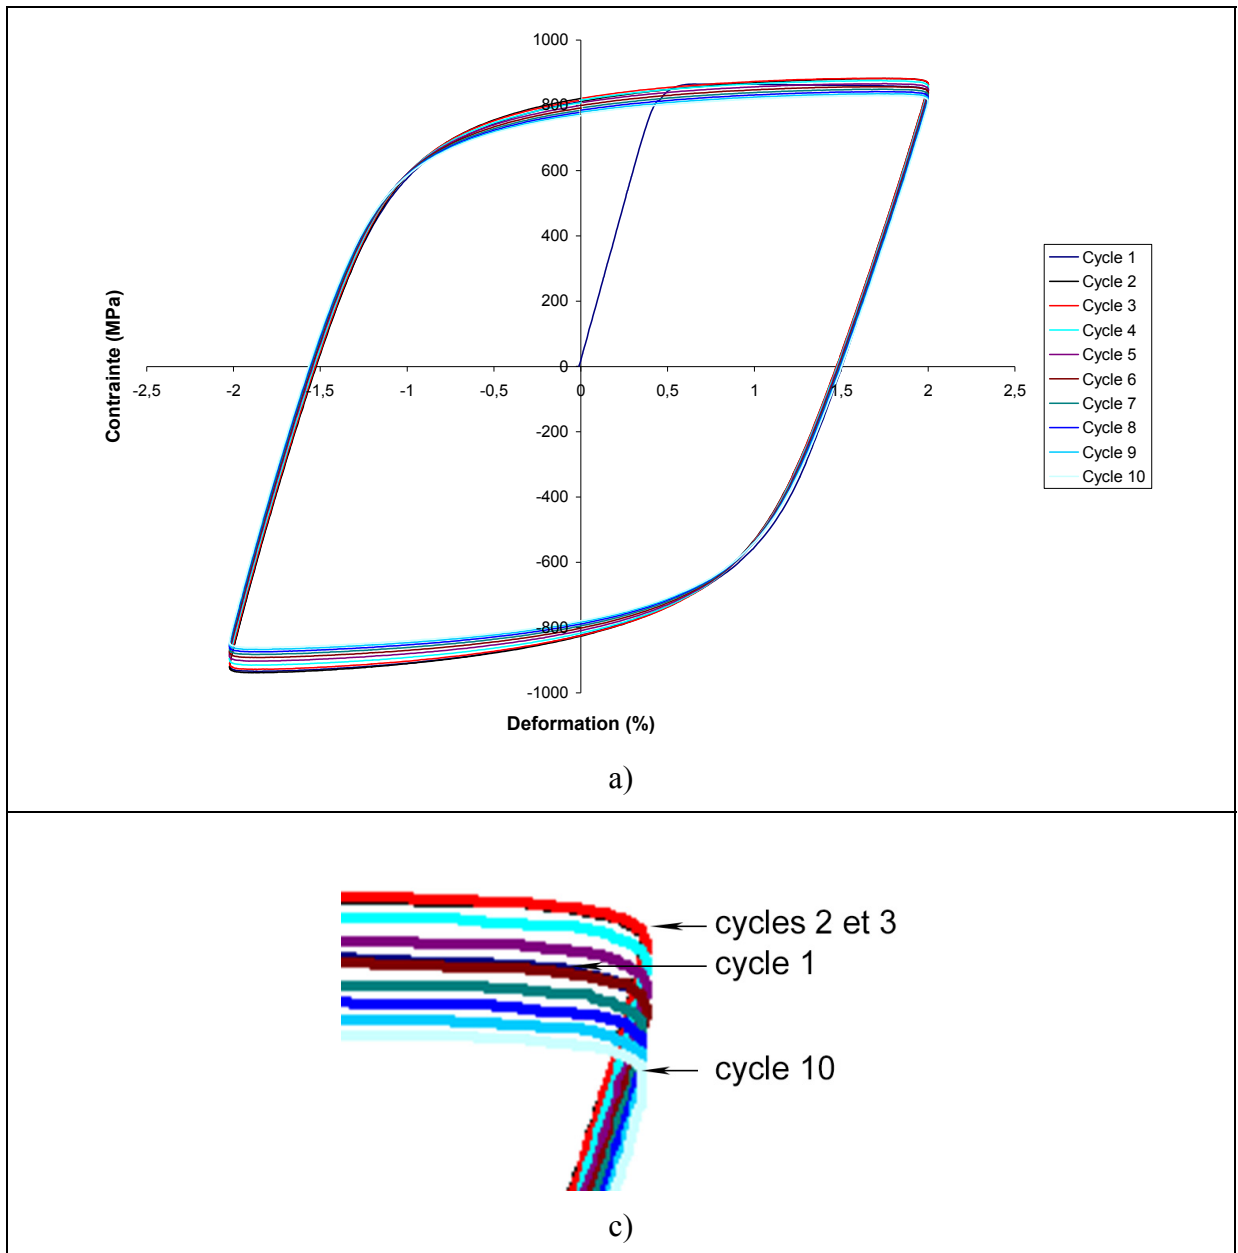 1000
800
600
400
200
0
-200
-400
-600
-800
-1000
-2,5 -2 -1,5 -1 -0,5 0 0,5 1 1,5 2 2,5
Contrainte (MPa)
Deformation (%)
Cycle 1
Cycle 2
Cycle 3
Cycle 4
Cycle 5
Cycle 6
Cycle 7
Cycle 8
Cycle 9
Cycle 10
a)
cycles 2 et 3
cycle 1
cycle 10
c)